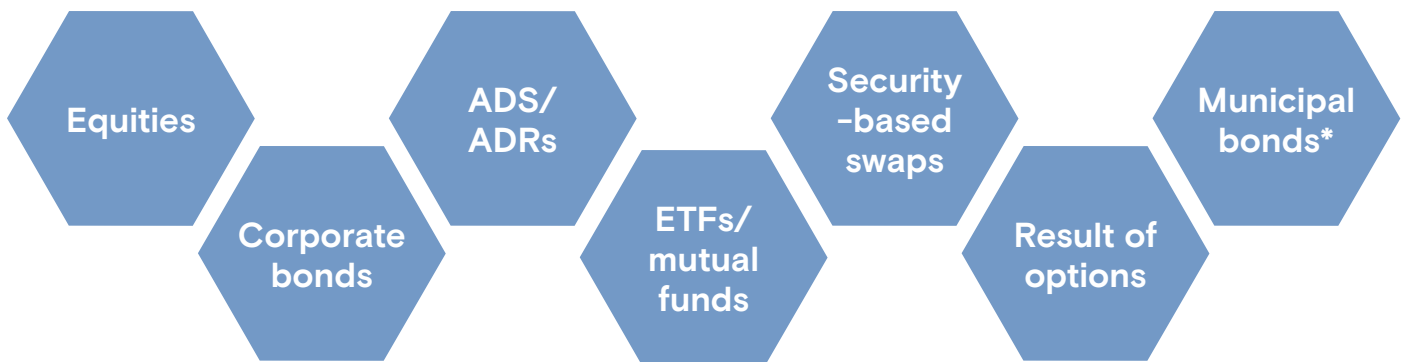 Equities
Corporate
bonds
ADS/
ADRs
ETFs/
mutual
funds
Security
-based
swaps
Result of
options
Municipal
bonds*